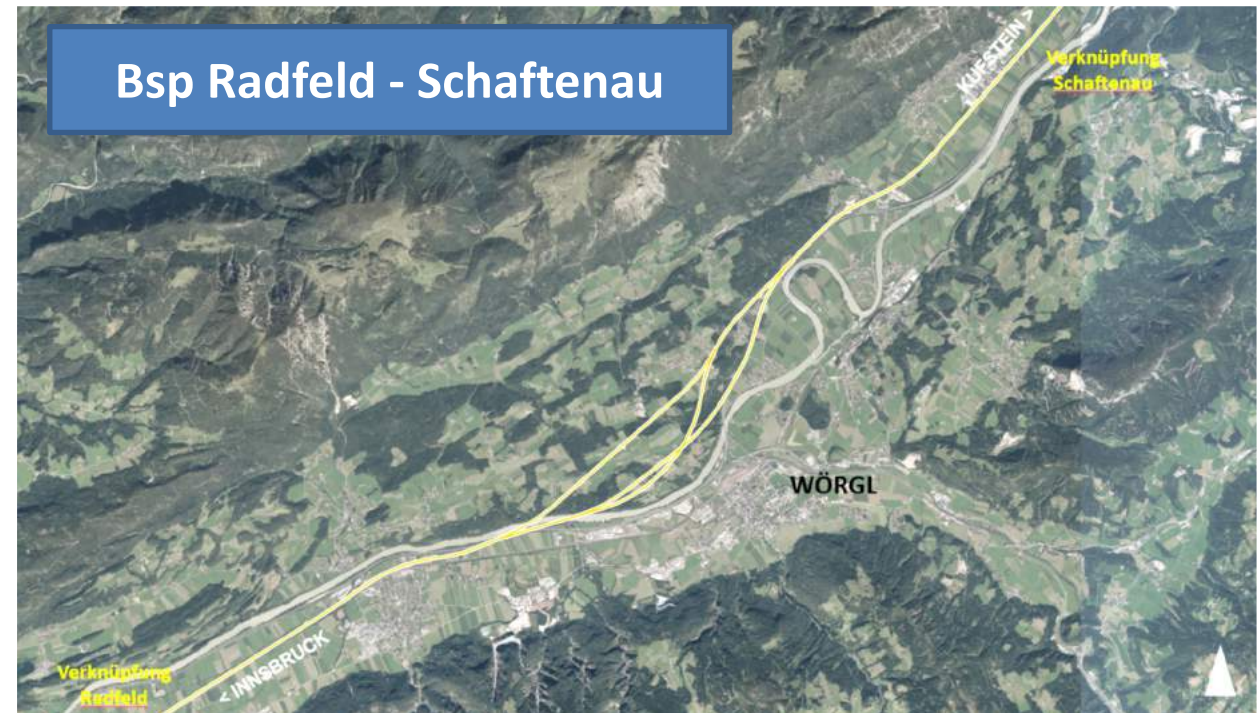 Bsp Radfeld - Schaftenau
KUFSTEIN >
Verknüpfung
Schaftenau
WÖRGL
< INNSBRUCK
Verknüpfung
Radfeld